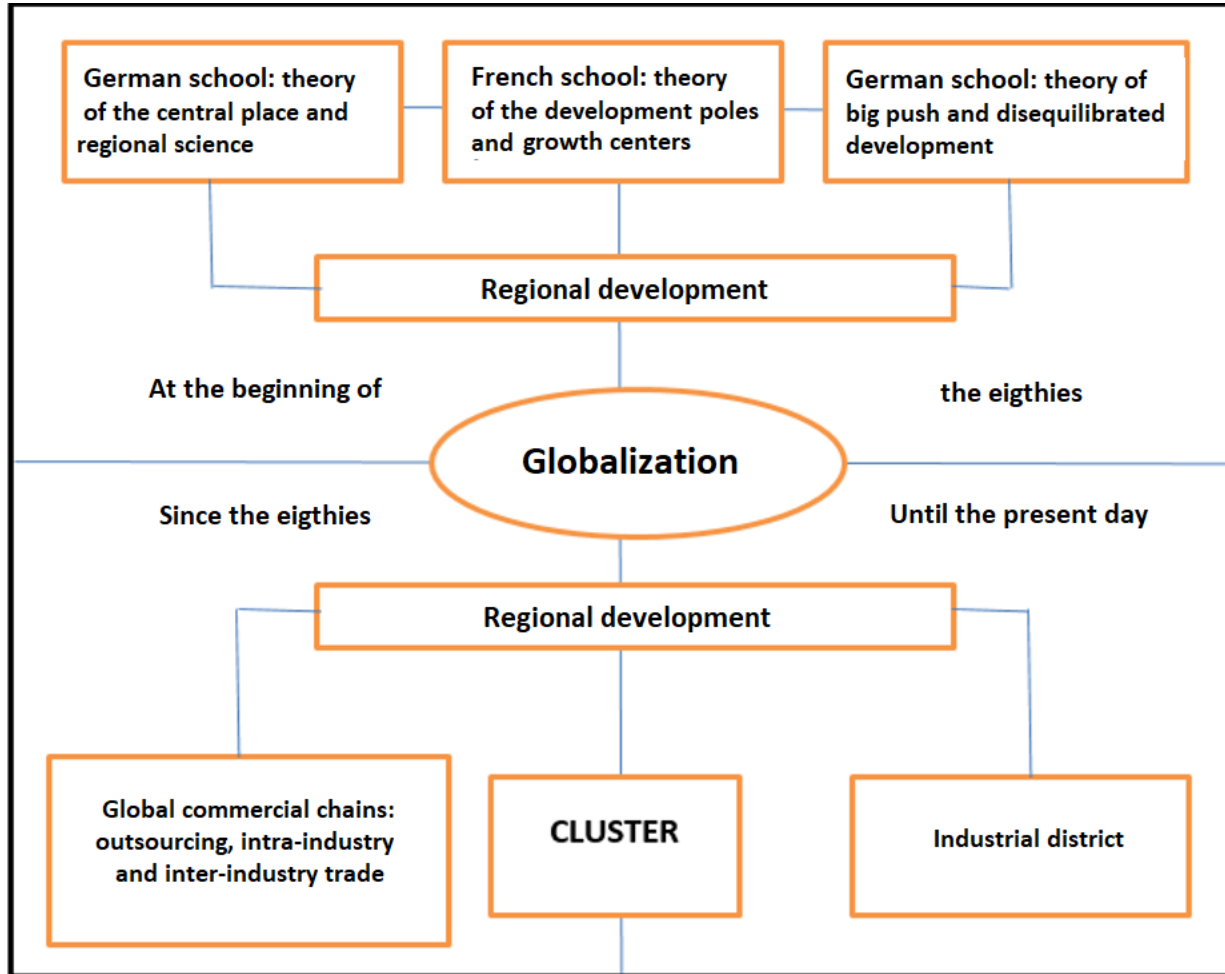 German school: theory
of the central place and
regional science
French school: theory
of the development poles
and growth centers
German school: theory of
big push and disequilibrated
development
Regional development
At the beginning of
the eigthies
Globalization
Since the eigthies
Until the present day
Regional development
Global commercial chains:
outsourcing, intra-industry
and inter-industry trade
CLUSTER
Industrial district